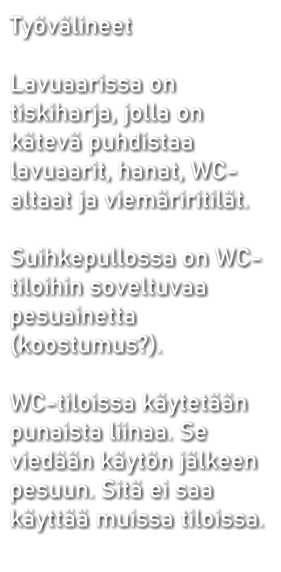 Työvälineet
Lavuaarissa on
tiskiharja, jolla on
kätevä puhdistaa
lavuaarit, hanat, WC-
altaat ja viemäriritilät.
Suihkepullossa on WC-
tiloihin soveltuvaa
pesuainetta
(koostumus?).
WC-tiloissa käytetään
punaista liinaa. Se
viedään käytön jälkeen
pesuun. Sitä ei saa
käyttää muissa tiloissa.